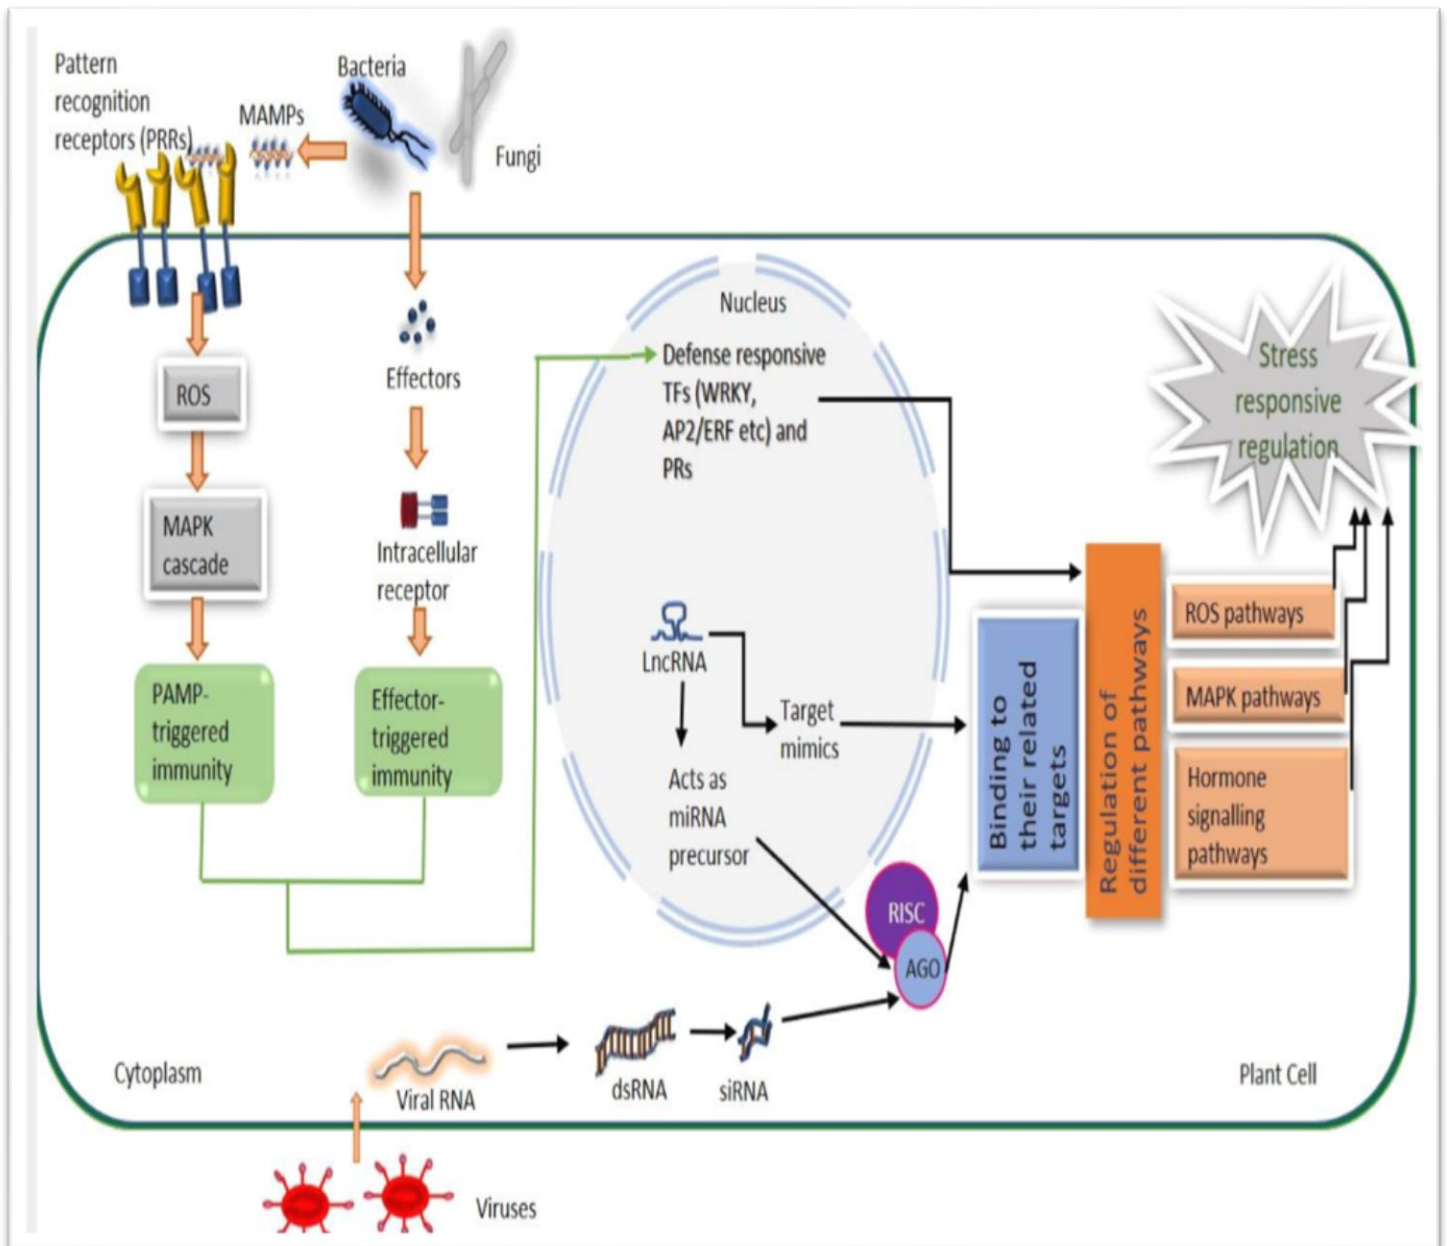 Pattern
recognition
receptors (PRRs)
MAMPs
Bacteria
Fungi
ROS
MAPK
cascade
PAMP-
triggered
immunity
Effectors
Intracellular
receptor
Effector-
triggered
immunity
Nucleus
Defense responsive
TFs (WRKY,
AP2/ERF etc) and
PRs
LncRNA
Target
mimics
Acts as
miRNA
precursor
RISC
AGO
Binding to
their related
targets
Regulation of
different pathways
ROS pathways
MAPK pathways
Hormone
signalling
pathways
Stress
responsive
regulation
Cytoplasm
Viral RNA
dsRNA
siRNA
Plant Cell
Viruses